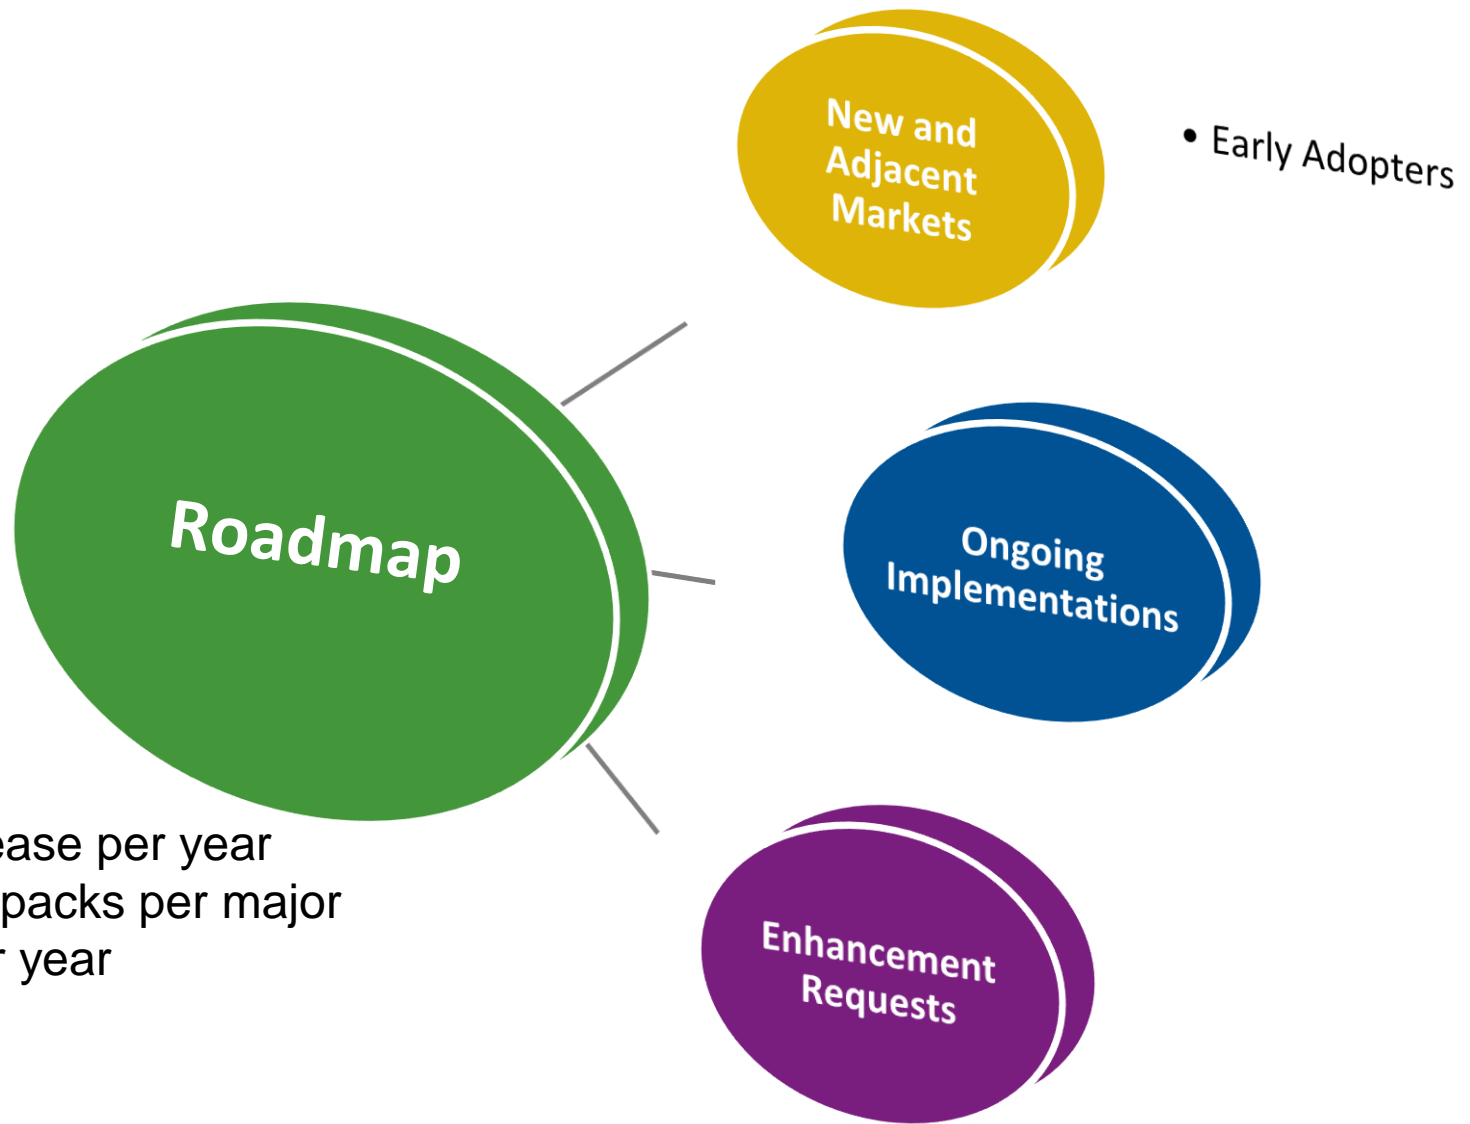 New and
Adjacent
Markets
• Early Adopters
Roadmap
Ongoing
Implementations
ease per year
packs per major
r year
Enhancement
Requests